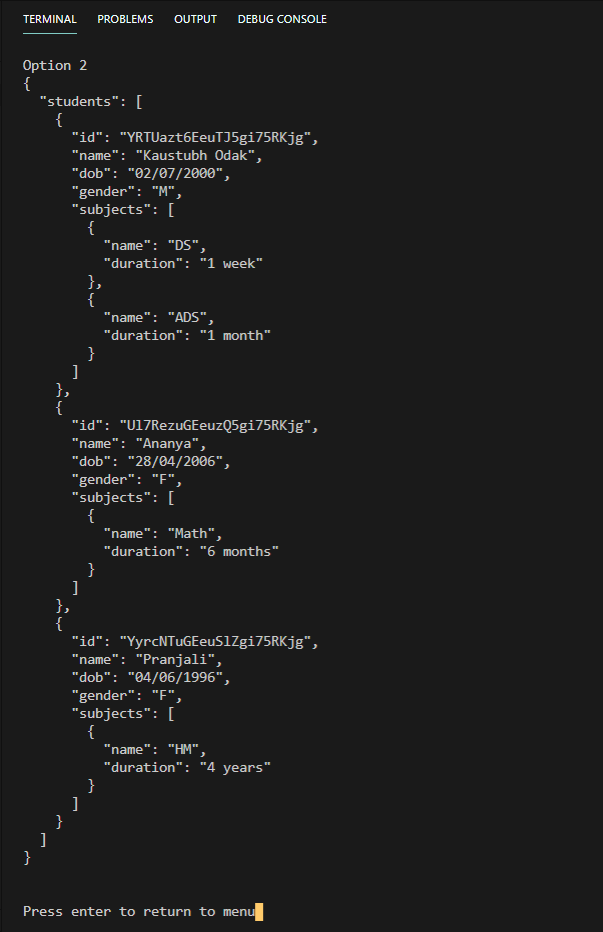 TERMINAL PROBLEMS OUTPUT DEBUG CONSOLE
Option 2
{
  "students": [
    {
      "id": "YRTUazt6EeuTJ5gi75RKjg",
      "name": "Kaustubh Odak",
      "dob": "02/07/2000",
      "gender": "M",
      "subjects": [
        {
          "name": "DS",
          "duration": "1 week"
        },
        {
          "name": "ADS",
          "duration": "1 month"
        }
      ]
    },
    {
      "id": "Ul7RezuGEeuzQ5gi75RKjg",
      "name": "Ananya",
      "dob": "28/04/2006",
      "gender": "F",
      "subjects": [
        {
          "name": "Math",
          "duration": "6 months"
        }
      ]
    },
    {
      "id": "YyrcNTuGEeuSlZgi75RKjg",
      "name": "Pranjali",
      "dob": "04/06/1996",
      "gender": "F",
      "subjects": [
        {
          "name": "HM",
          "duration": "4 years"
        }
      ]
    }
  ]
}
Press enter to return to menu